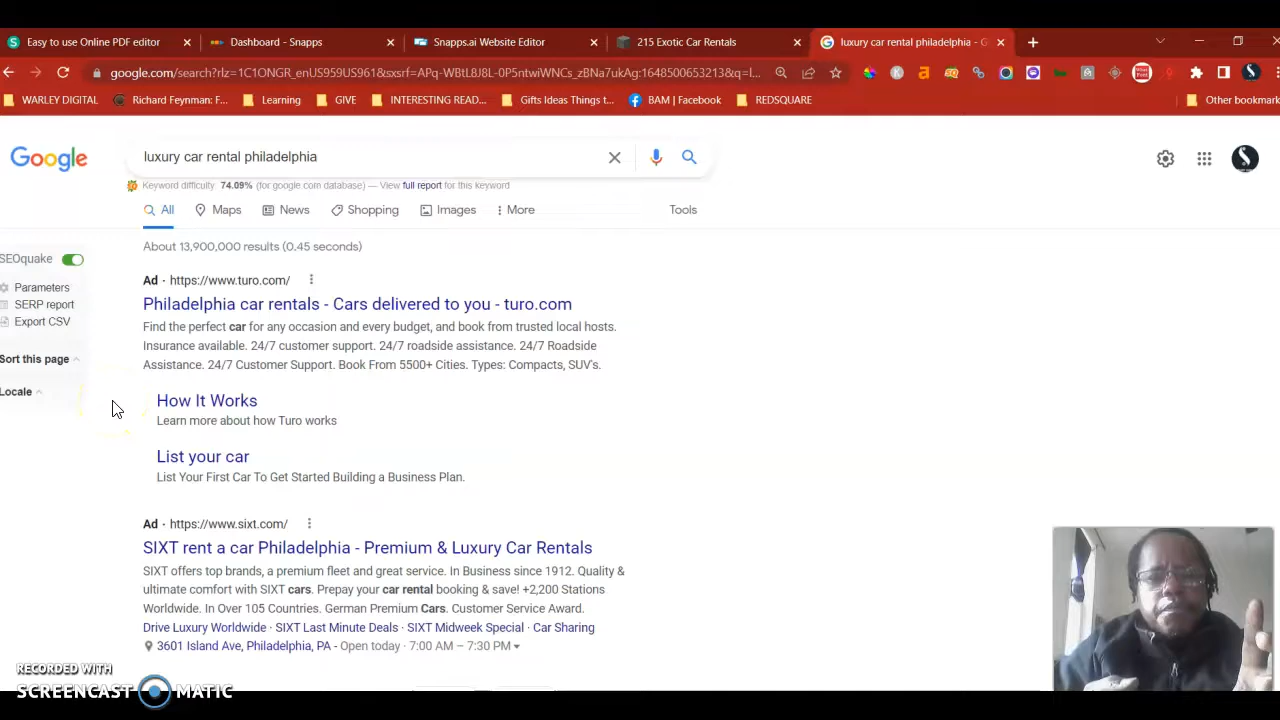 Easy to use Online PDF editor
Dashboard - Snapps
Snapps.ai Website Editor
215 Exotic Car Rentals
luxury car rental philadelphia - G
google.com/search?rlz=1C1ONGR_enUS959US961&sxsrf=APq-WBtL8J8L-0P5ntwiWNCs_zBNa7ukAg:1648500653213&q=l...
WARLEY DIGITAL
Richard Feynman: F...
Learning
GIVE
INTERESTING READ...
Gifts Ideas Things t...
BAM | Facebook
REDSQUARE
Other bookmark
Google
luxury car rental philadelphia
Keyword difficulty 74.09% (for google.com database) — View full report for this keyword
All
Maps
News
Shopping
Images
More
Tools
About 13,900,000 results (0.45 seconds)
SEOquake
Parameters
SERP report
Export CSV
Sort this page
Locale
Ad · https://www.turo.com/
Philadelphia car rentals - Cars delivered to you - turo.com
Find the perfect car for any occasion and every budget, and book from trusted local hosts.
Insurance available. 24/7 customer support. 24/7 roadside assistance. 24/7 Roadside
Assistance. 24/7 Customer Support. Book From 5500+ Cities. Types: Compacts, SUV's.
How It Works
Learn more about how Turo works
List your car
List Your First Car To Get Started Building a Business Plan.
Ad · https://www.sixt.com/
SIXT rent a car Philadelphia - Premium & Luxury Car Rentals
SIXT offers top brands, a premium fleet and great service. In Business since 1912. Quality &
ultimate comfort with SIXT cars. Prepay your car rental booking & save! +2,200 Stations
Worldwide. In Over 105 Countries. German Premium Cars. Customer Service Award.
Drive Luxury Worldwide · SIXT Last Minute Deals · SIXT Midweek Special · Car Sharing
3601 Island Ave, Philadelphia, PA - Open today · 7:00 AM – 7:30 PM
RECORDED WITH
SCREENCAST MATIC